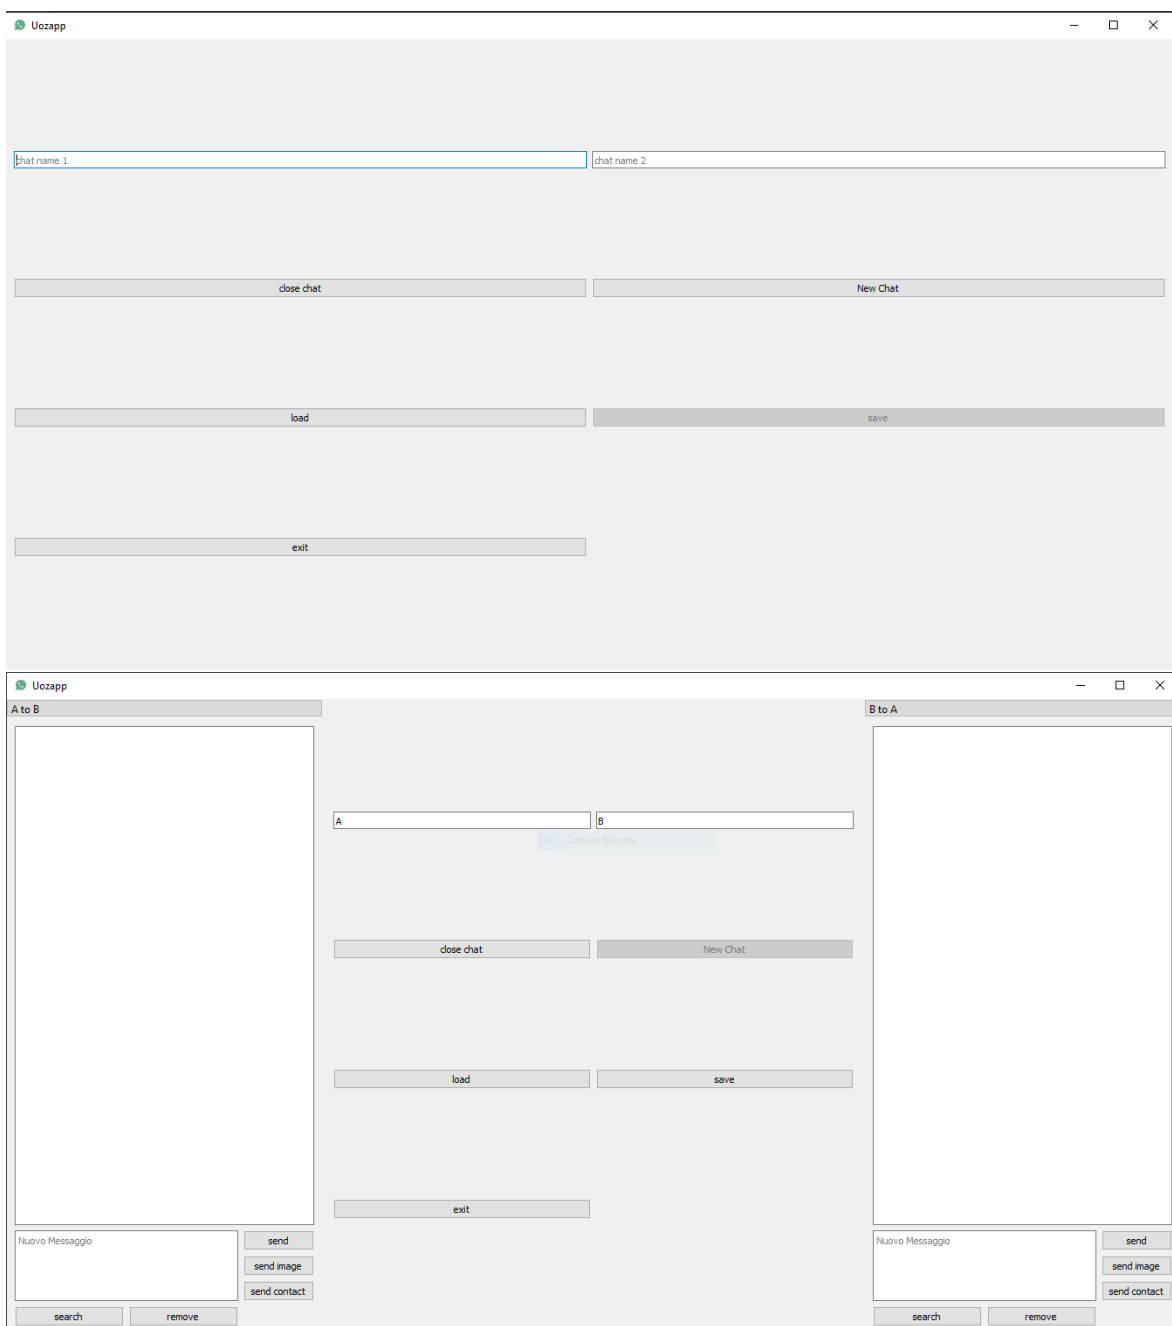 Uozapp
chat name 1
chat name 2
close chat
New Chat
load
save
exit
Uozapp
A to B
B to A
A
B
Cattura finestra
close chat
New Chat
load
save
exit
Nuovo Messaggio
send
send image
send contact
search
remove
Nuovo Messaggio
send
send image
send contact
search
remove